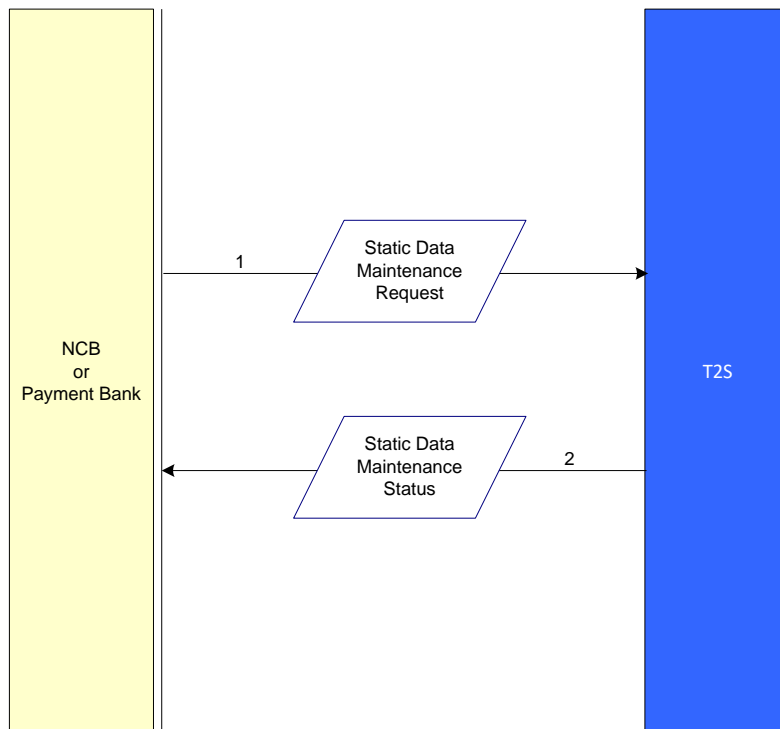 1
Static Data
Maintenance
Request
NCB
or
Payment Bank
T2S
Static Data
Maintenance
Status
2